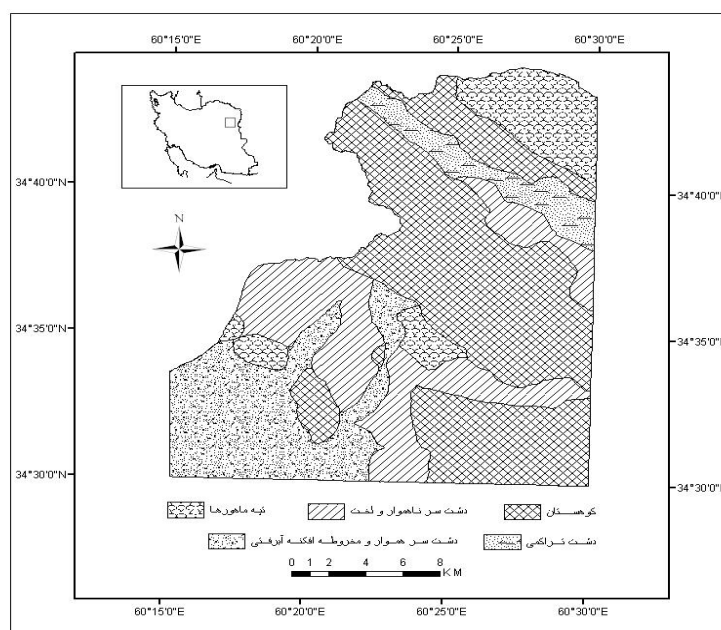 60°15'0"E 60°20'0"E 60°25'0"E 60°30'0"E
34°40'0"N 34°40'0"N
N
34°35'0"N 34°35'0"N
34°30'0"N 34°30'0"N
کوهستان دشت سر ناهموار و لخت تپه ماهورها
دشت تراکمی دشت سر هموار و مخروطه افکنه آبرفتی
0 1 2 4 6 8 KM
60°15'0"E 60°20'0"E 60°25'0"E 60°30'0"E